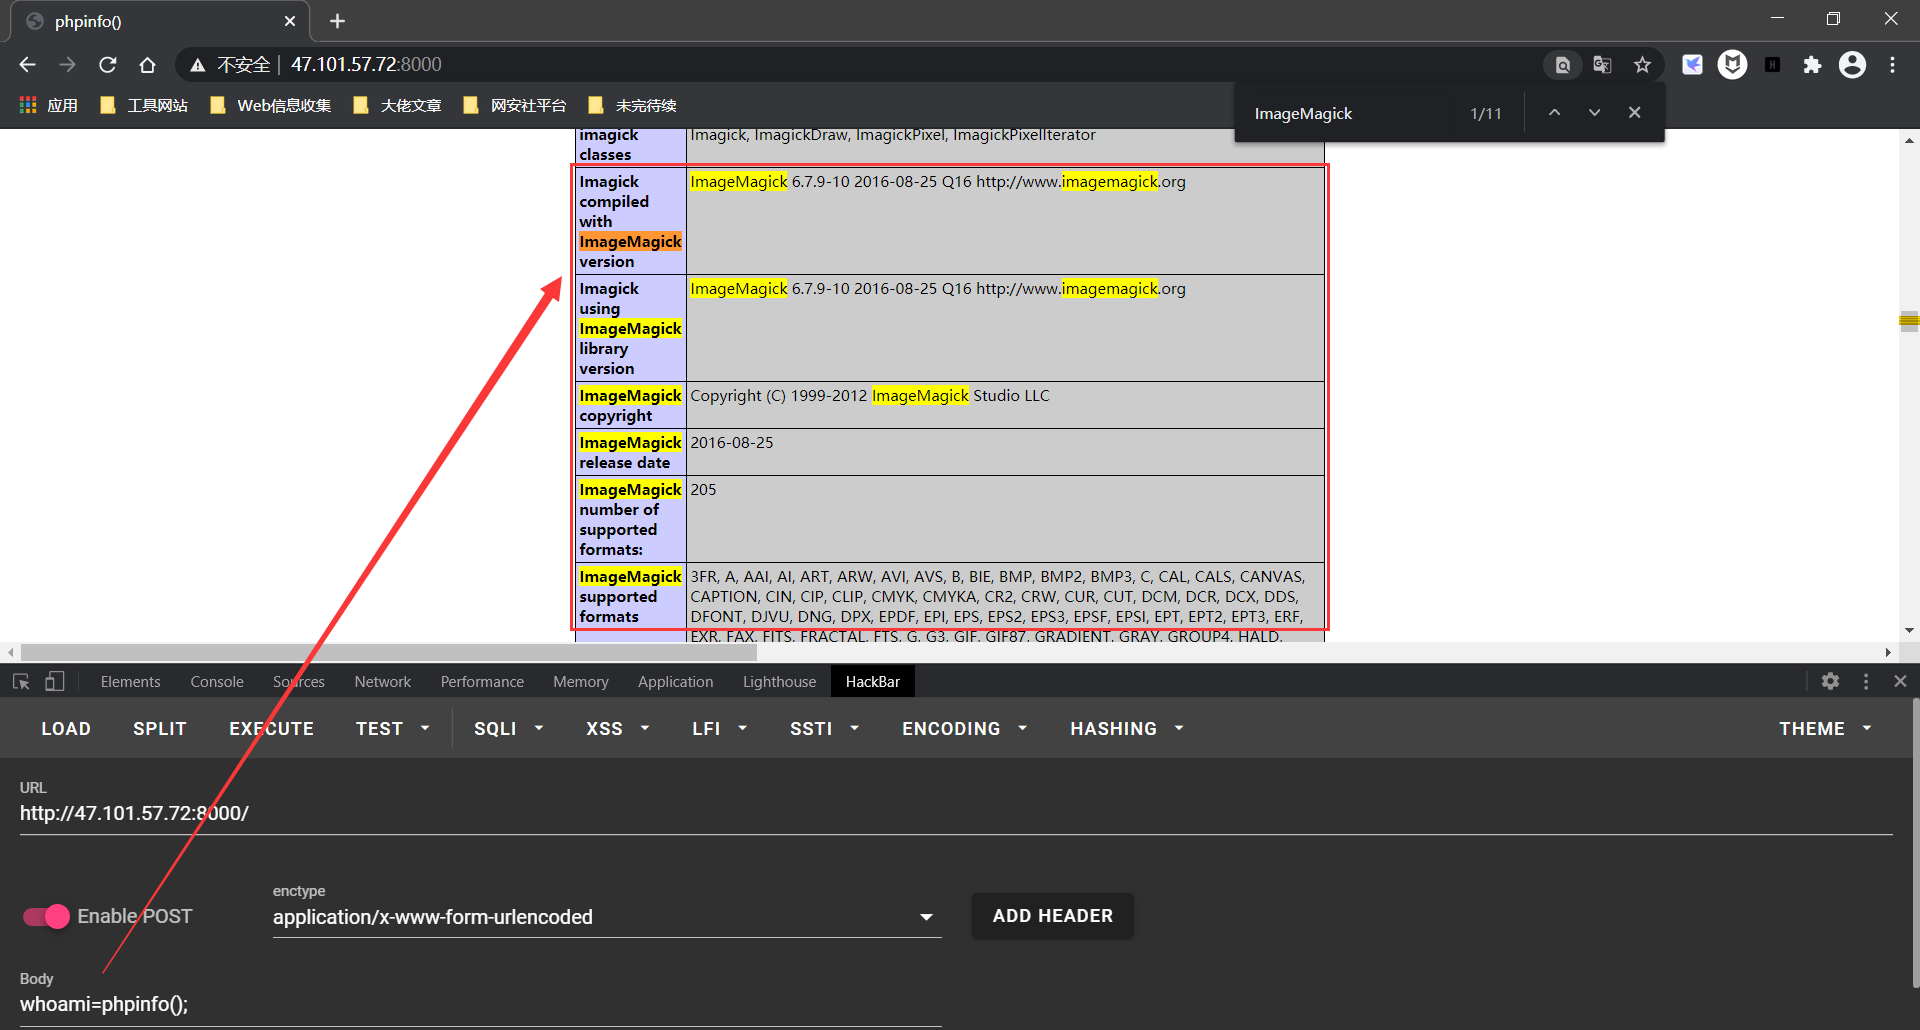 phpinfo()
不安全 | 47.101.57.72:8000
应用 工具网站 Web信息收集 大佬文章 网安社平台 未完待续
ImageMagick 1/11
imagick classes
Imagick, ImagickDraw, ImagickPixel, ImagickPixelIterator
Imagick
compiled
with
ImageMagick
version
ImageMagick 6.7.9-10 2016-08-25 Q16 http://www.imagemagick.org
Imagick
using
ImageMagick
library
version
ImageMagick 6.7.9-10 2016-08-25 Q16 http://www.imagemagick.org
ImageMagick
copyright
Copyright (C) 1999-2012 ImageMagick Studio LLC
ImageMagick
release date
2016-08-25
ImageMagick
number of
supported
formats:
205
ImageMagick
supported
formats
3FR, A, AAI, AI, ART, ARW, AVI, AVS, B, BIE, BMP, BMP2, BMP3, C, CAL, CALS, CANVAS,
CAPTION, CIN, CIP, CLIP, CMYK, CMYKA, CR2, CRW, CUR, CUT, DCM, DCR, DCX, DDS,
DFONT, DJVU, DNG, DPX, EPDF, EPI, EPS, EPS2, EPS3, EPSF, EPSI, EPT, EPT2, EPT3, ERF,
EXR, FAX, FITS, FRACTAL, FTS, G, G3, GIF, GIF87, GRADIENT, GRAY, GROUP4, HALD,
Elements Console Sources Network Performance Memory Application Lighthouse HackBar
LOAD SPLIT EXECUTE TEST SQLI XSS LFI SSTI ENCODING HASHING THEME
URL
http://47.101.57.72:8000/
Enable POST
enctype
application/x-www-form-urlencoded
ADD HEADER
Body
whoami=phpinfo();